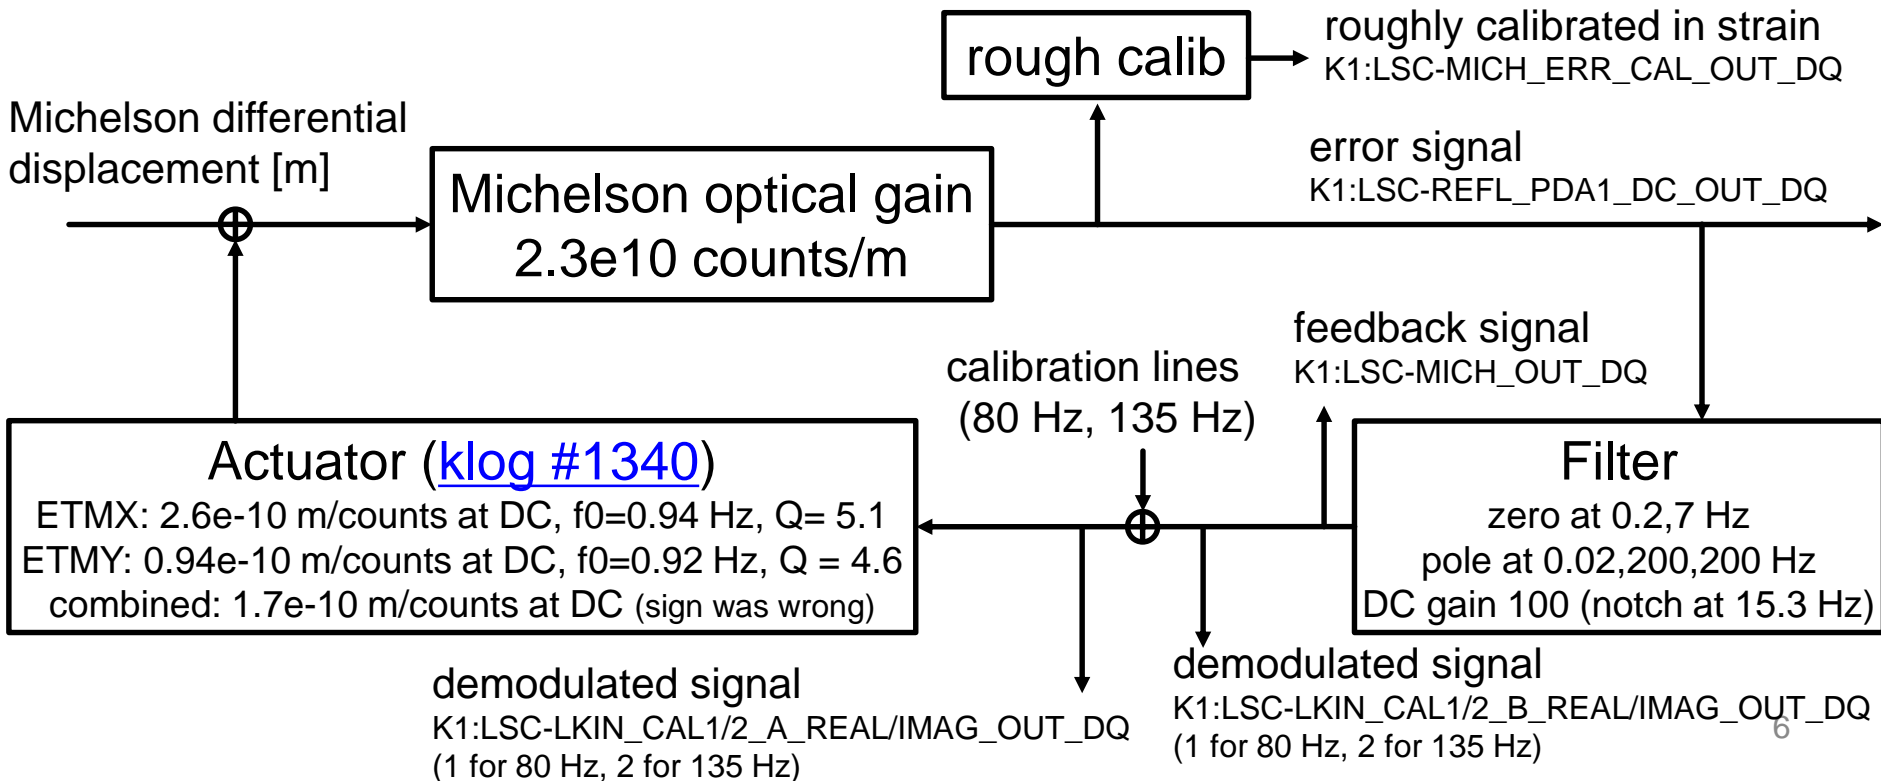 rough calib
roughly calibrated in strain
K1:LSC-MICH_ERR_CAL_OUT_DQ
Michelson differential
displacement [m]
Michelson optical gain
2.3e10 counts/m
error signal
K1:LSC-REFL_PDA1_DC_OUT_DQ
feedback signal
K1:LSC-MICH_OUT_DQ
calibration lines
(80 Hz, 135 Hz)
Actuator (klog #1340)
ETMX: 2.6e-10 m/counts at DC, f0=0.94 Hz, Q= 5.1
ETMY: 0.94e-10 m/counts at DC, f0=0.92 Hz, Q = 4.6
combined: 1.7e-10 m/counts at DC (sign was wrong)
Filter
zero at 0.2,7 Hz
pole at 0.02,200,200 Hz
DC gain 100 (notch at 15.3 Hz)
demodulated signal
K1:LSC-LKIN_CAL1/2_A_REAL/IMAG_OUT_DQ
(1 for 80 Hz, 2 for 135 Hz)
demodulated signal
K1:LSC-LKIN_CAL1/2_B_REAL/IMAG_OUT_DQ
(1 for 80 Hz, 2 for 135 Hz)
6